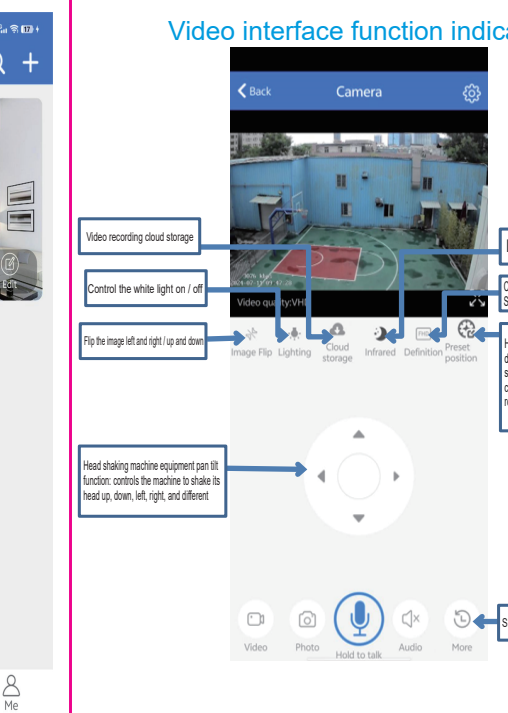 17
Edit
Me
Video interface function
Back
Camera
Video recording cloud storage
Control the white light on / off
Flip the image left and right / up and down
Video quality:VH
Image Flip
Lighting
Cloud
storage
Infrared
Definition
Preset
position
Head shaking machine equipment pan tilt
function: controls the machine to shake its
head up, down, left, right, and different
Video
Photo
Hold to talk
Audio
More